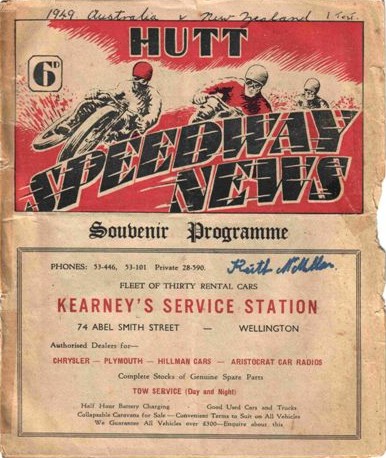 1949 Australia v New Zealand 1 Test.
HUTT
6D
SPEEDWAY
NEWS
Souvenir Programme
PHONES: 53-446, 53-101 Private 28-590.
Keith McMillan.
FLEET OF THIRTY RENTAL CARS
KEARNEY'S SERVICE STATION
74 ABEL SMITH STREET — WELLINGTON
Authorised Dealers for—
CHRYSLER — PLYMOUTH — HILLMAN CARS — ARISTOCRAT CAR RADIOS
Complete Stocks of Genuine Spare Parts
TOW SERVICE (Day and Night)
Half Hour Battery Charging - Good Used Cars and Trucks
Collapsable Caravans for Sale — Convenient Terms to Suit on All Vehicles
We Guarantee All Vehicles over £300—Enquire about this